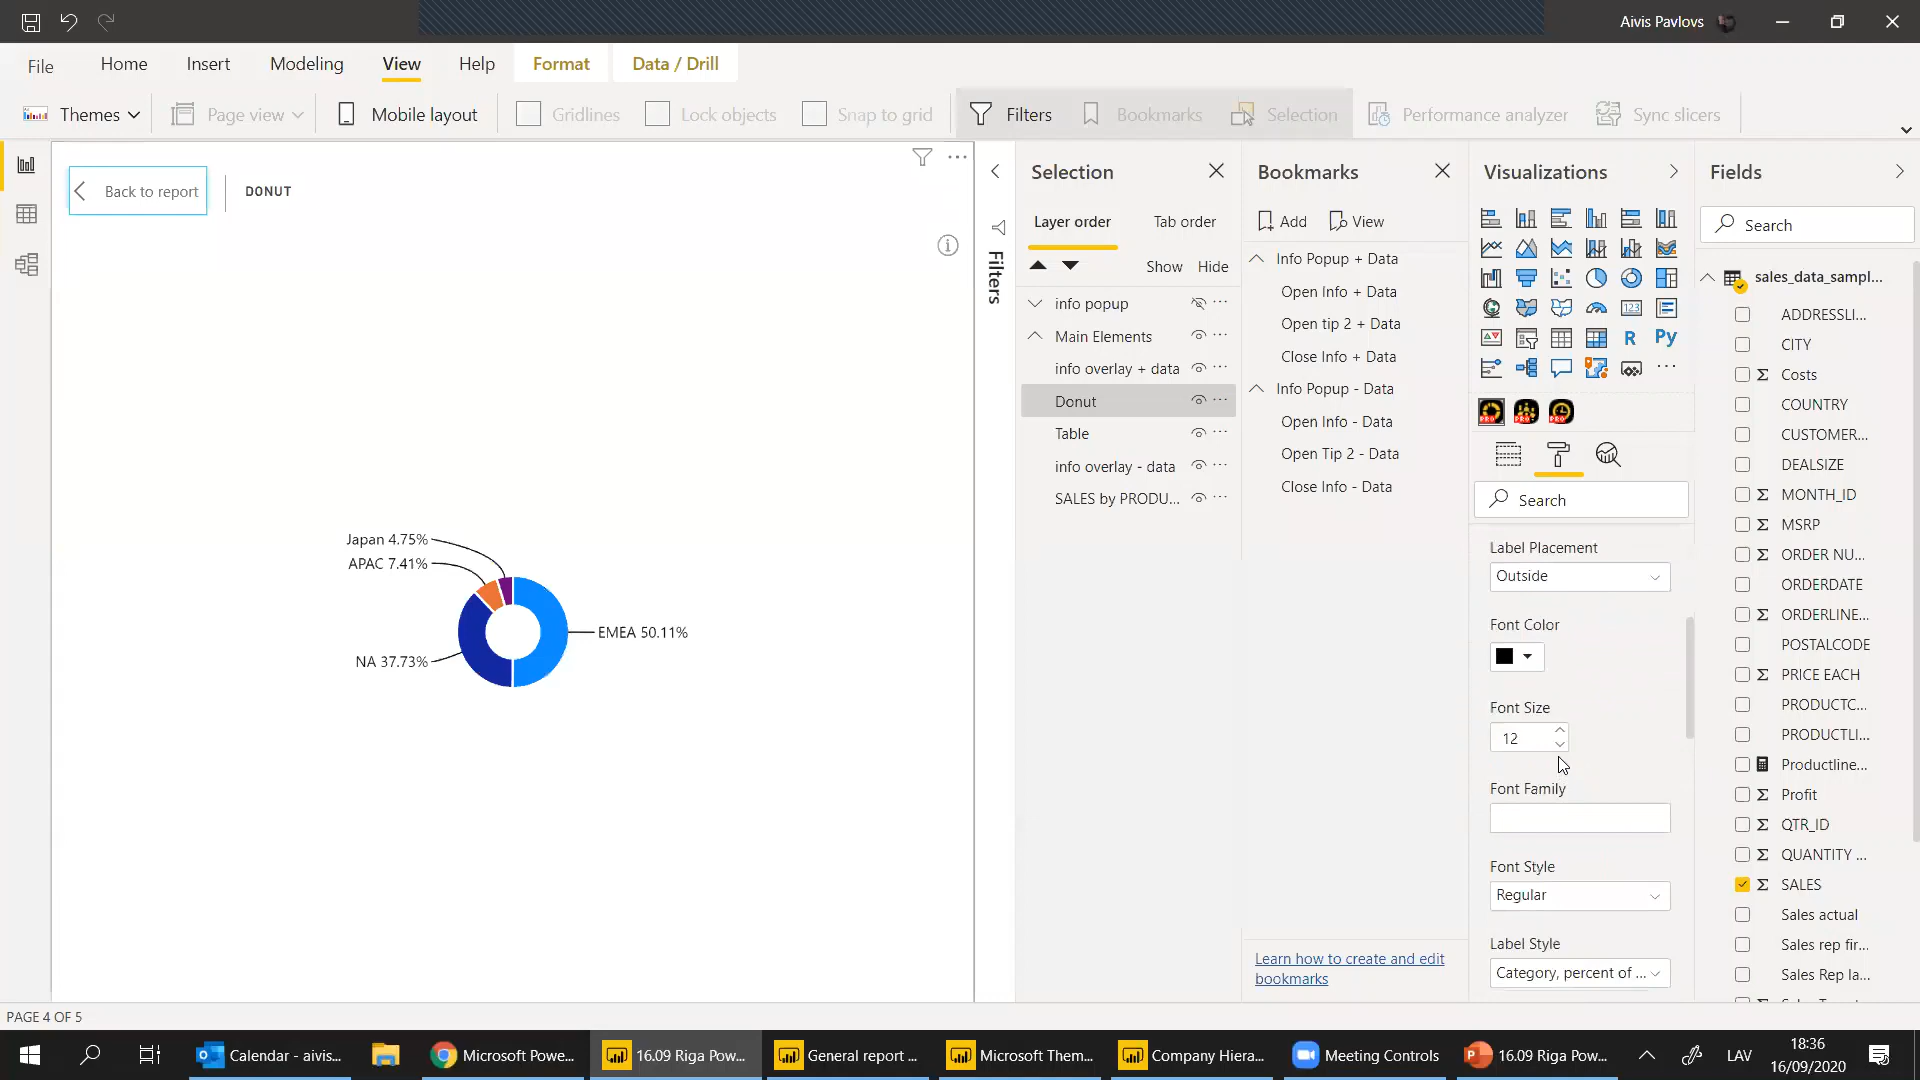 Aivis Pavlovs
File
Home
Insert
Modeling
View
Help
Format
Data / Drill
Themes
Page view
Mobile layout
Gridlines
Lock objects
Snap to grid
Filters
Bookmarks
Selection
Performance analyzer
Sync slicers
Back to report
DONUT
Japan 4.75%
APAC 7.41%
EMEA 50.11%
NA 37.73%
Filters
Selection
Layer order
Tab order
Show
Hide
info popup
Main Elements
info overlay + data
Donut
Table
info overlay - data
SALES by PRODU...
Bookmarks
Add
View
Info Popup + Data
Open Info + Data
Open tip 2 + Data
Close Info + Data
Info Popup - Data
Open Info - Data
Open Tip 2 - Data
Close Info - Data
Learn how to create and edit
bookmarks
Visualizations
123
R
Py
PRO
PRO
PRO
Search
Label Placement
Outside
Font Color
Font Size
12
Font Family
Font Style
Regular
Label Style
Category, percent of ...
Fields
Search
sales_data_sampl...
ADDRESSLI...
CITY
Σ Costs
COUNTRY
CUSTOMER...
DEALSIZE
Σ MONTH_ID
Σ MSRP
Σ ORDER NU...
ORDERDATE
Σ ORDERLINE...
POSTALCODE
Σ PRICE EACH
PRODUCTC...
PRODUCTLI...
Productline...
Σ Profit
Σ QTR_ID
Σ QUANTITY ...
Σ SALES
Sales actual
Sales rep fir...
Sales Rep la...
PAGE 4 OF 5
Calendar - aivis...
Microsoft Powe...
16.09 Riga Pow...
General report ...
Microsoft Them...
Company Hiera...
Meeting Controls
16.09 Riga Pow...
LAV
18:36
16/09/2020